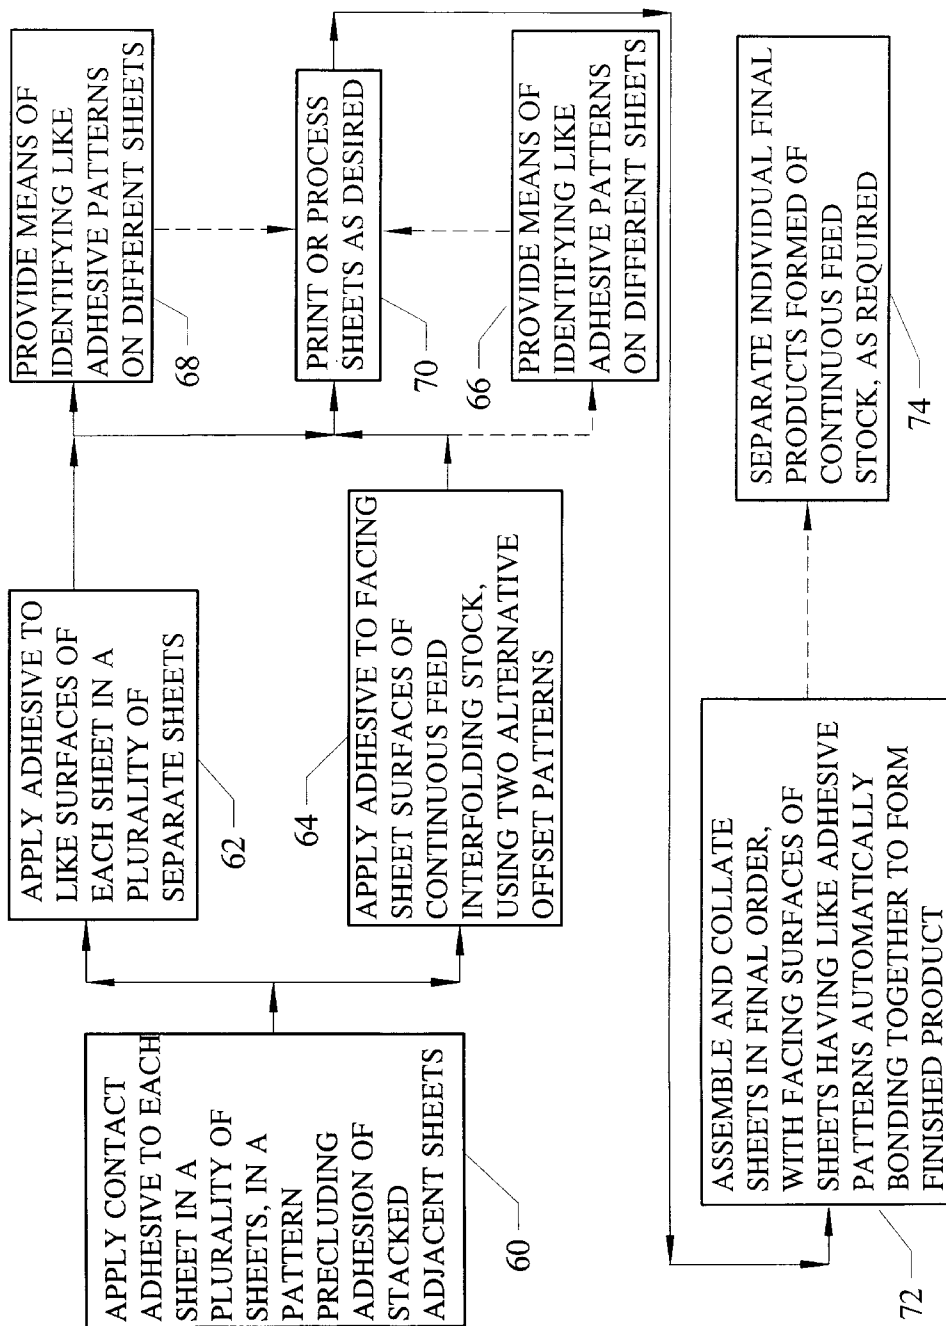 APPLY CONTACT
ADHESIVE TO EACH
SHEET IN A
PLURALITY OF
SHEETS, IN A
PATTERN
PRECLUDING
ADHESION OF
STACKED
ADJACENT SHEETS
60
APPLY ADHESIVE TO
LIKE SURFACES OF
EACH SHEET IN A
PLURALITY OF
SEPARATE SHEETS
62
64
APPLY ADHESIVE TO FACING
SHEET SURFACES OF
CONTINUOUS FEED
INTERFOLDING STOCK,
USING TWO ALTERNATIVE
OFFSET PATTERNS
PROVIDE MEANS OF
IDENTIFYING LIKE
ADHESIVE PATTERNS
ON DIFFERENT SHEETS
68
PRINT OR PROCESS
SHEETS AS DESIRED
70
66
PROVIDE MEANS OF
IDENTIFYING LIKE
ADHESIVE PATTERNS
ON DIFFERENT SHEETS
ASSEMBLE AND COLLATE
SHEETS IN FINAL ORDER,
WITH FACING SURFACES OF
SHEETS HAVING LIKE ADHESIVE
PATTERNS AUTOMATICALLY
BONDING TOGETHER TO FORM
FINISHED PRODUCT
72
SEPARATE INDIVIDUAL FINAL
PRODUCTS FORMED OF
CONTINUOUS FEED
STOCK, AS REQUIRED
74